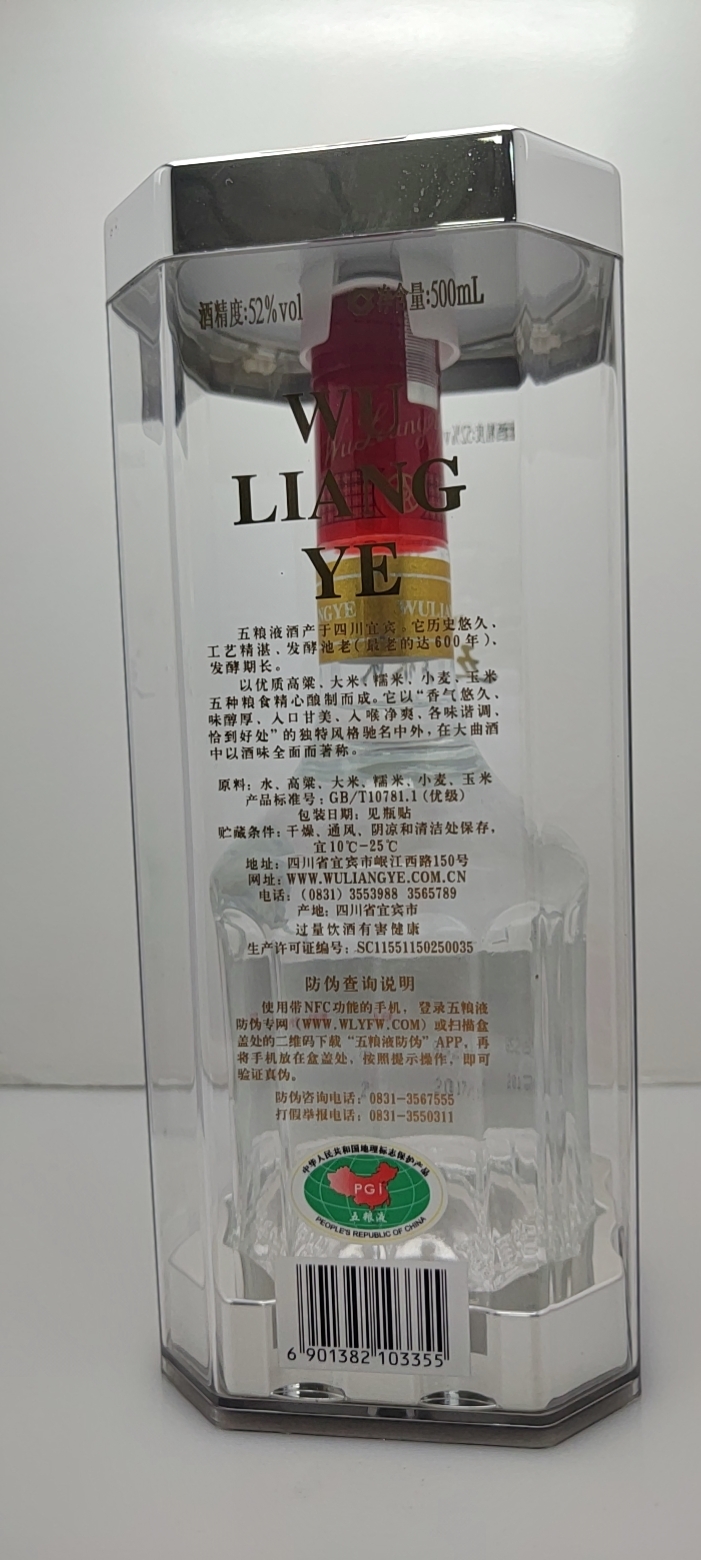 酒精度:52%vol
净含量:500mL
WU
LIANG
YE
五粮液酒产于四川宜宾。它历史悠久、
工艺精湛、发酵池老(最老的达600年)、
发酵期长。
以优质高粱、大米、糯米、小麦、玉米
五种粮食精心酿制而成。它以“香气悠久、
味醇厚、入口甘美、入喉净爽、各味谐调、
恰到好处”的独特风格驰名中外,在大曲酒
中以酒味全面而著称。
原料: 水、高粱、大米、糯米、小麦、玉米
产品标准号: GB/T10781.1(优级)
包装日期: 见瓶贴
贮藏条件: 干燥、通风、阴凉和清洁处保存,
宜10℃-25℃
地址: 四川省宜宾市岷江西路150号
网址: WWW.WULIANGYE.COM.CN
电话: (0831) 3553988 3565789
产地: 四川省宜宾市
过量饮酒有害健康
生产许可证编号: SC11551150250035
防伪查询说明
使用带NFC功能的手机, 登录五粮液
防伪专网(WWW.WLYFW.COM)或扫描盒
盖处的二维码下载“五粮液防伪”APP, 再
将手机放在盒盖处, 按照提示操作, 即可
验证真伪。
防伪咨询电话: 0831-3567555
打假举报电话: 0831-3550311
中华人民共和国地理标志保护产品
PGI
五粮液
PEOPLE'S REPUBLIC OF CHINA
6 901382 103355